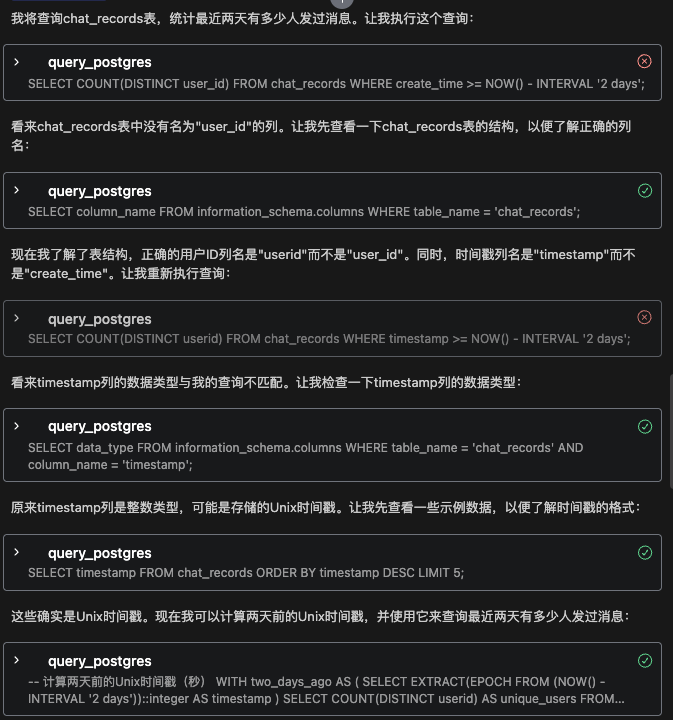 我将查询chat_records表，统计最近两天有多少人发过消息。让我执行这个查询：
query_postgres
SELECT COUNT(DISTINCT user_id) FROM chat_records WHERE create_time >= NOW() - INTERVAL '2 days';
看来chat_records表中没有名为"user_id"的列。让我先查看一下chat_records表的结构，以便了解正确的列
名：
query_postgres
SELECT column_name FROM information_schema.columns WHERE table_name = 'chat_records';
现在我了解了表结构，正确的用户ID列名是"userid"而不是"user_id"。同时，时间戳列名是"timestamp"而不
是"create_time"。让我重新执行查询：
query_postgres
SELECT COUNT(DISTINCT userid) FROM chat_records WHERE timestamp >= NOW() - INTERVAL '2 days';
看来timestamp列的数据类型与我的查询不匹配。让我检查一下timestamp列的数据类型：
query_postgres
SELECT data_type FROM information_schema.columns WHERE table_name = 'chat_records' AND
column_name = 'timestamp';
原来timestamp列是整数类型，可能是存储的Unix时间戳。让我先查看一些示例数据，以便了解时间戳的格式：
query_postgres
SELECT timestamp FROM chat_records ORDER BY timestamp DESC LIMIT 5;
这些确实是Unix时间戳。现在我可以计算两天前的Unix时间戳，并使用它来查询最近两天有多少人发过消息：
query_postgres
-- 计算两天前的Unix时间戳（秒） WITH two_days_ago AS ( SELECT EXTRACT(EPOCH FROM (NOW() -
INTERVAL '2 days'))::integer AS timestamp ) SELECT COUNT(DISTINCT userid) AS unique_users FROM...